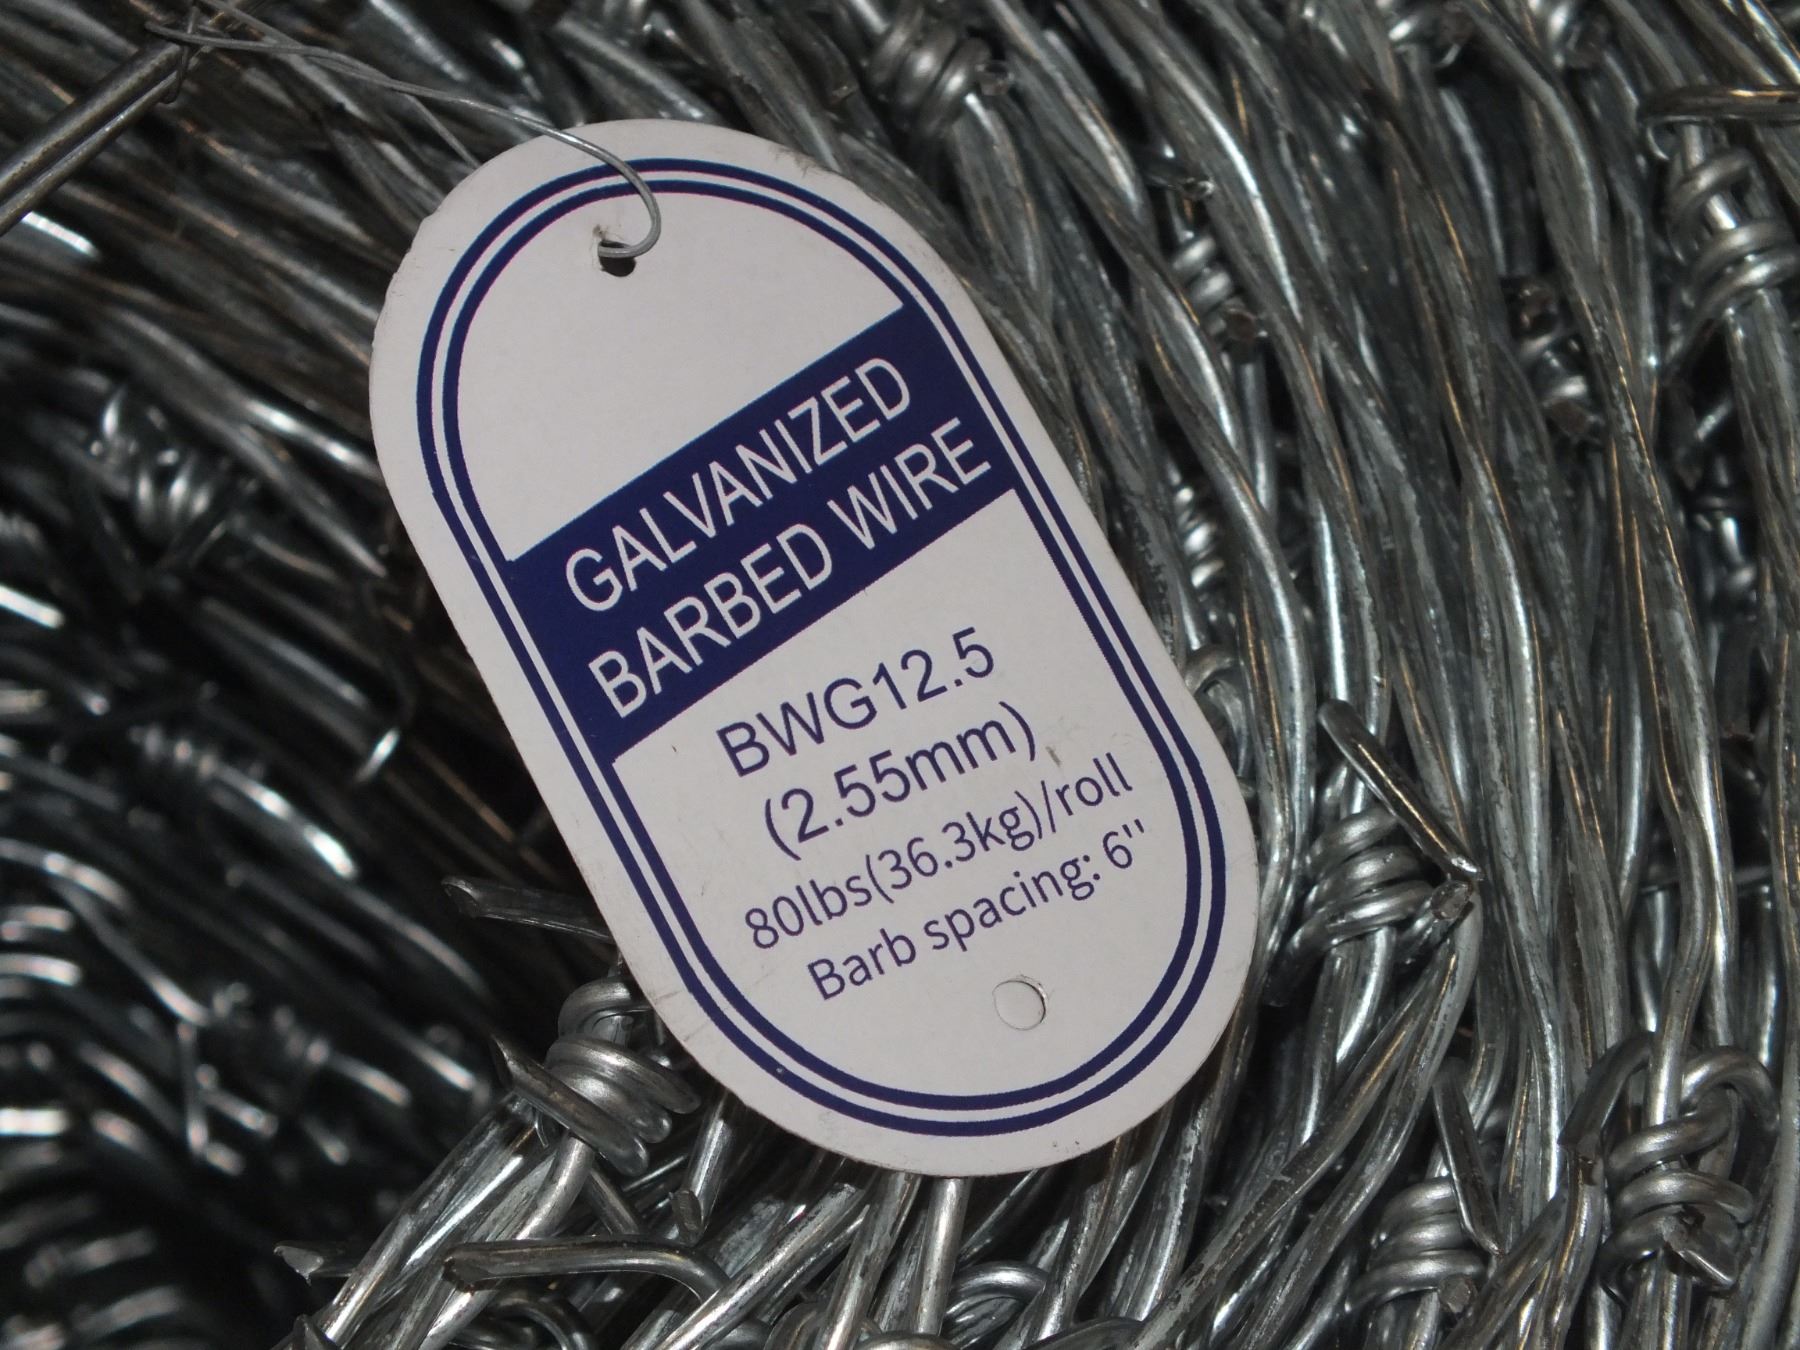 GALVANIZED
BARBED WIRE
BWG12.5
(2.55mm)
80lbs(36.3kg)/roll
Barb spacing: 6"